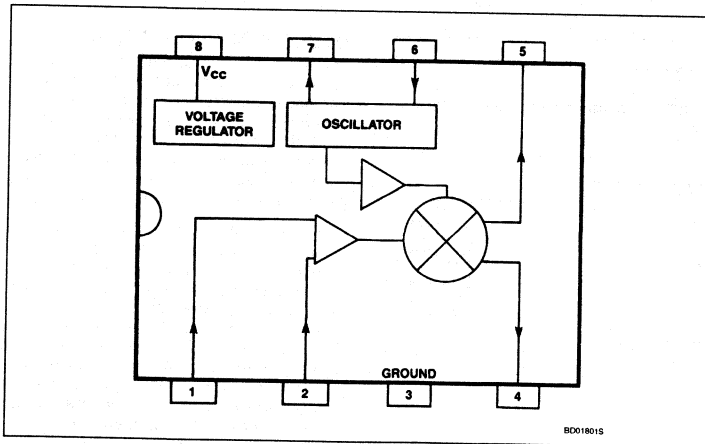 8 7 6 5
VCC
VOLTAGE
REGULATOR
OSCILLATOR
GROUND
1 2 3 4
BD01801S